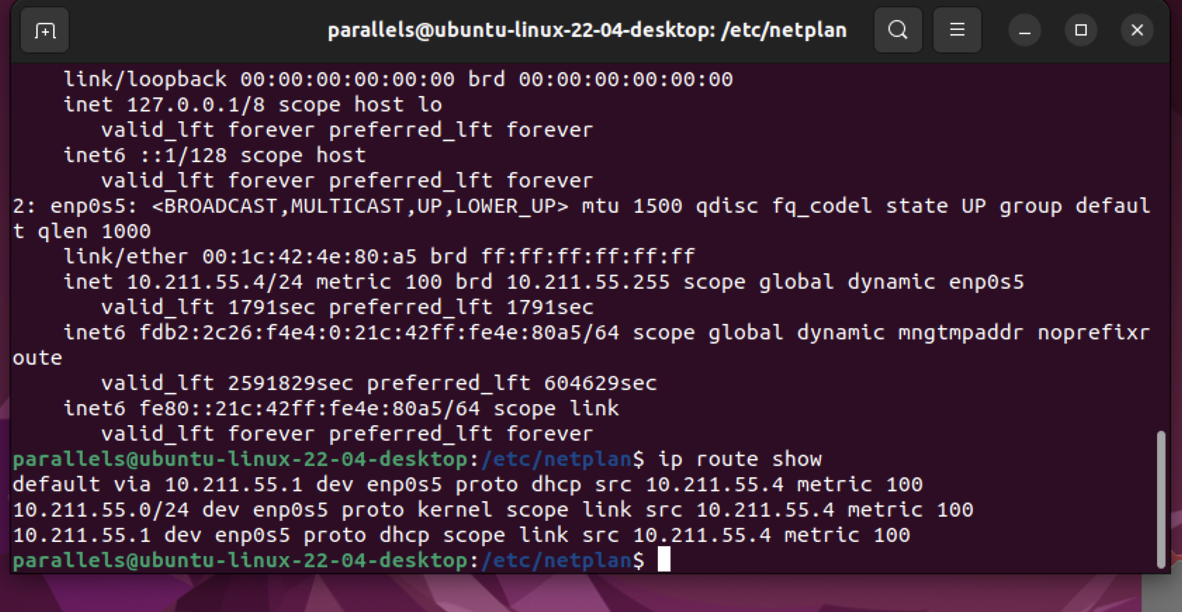 parallels@ubuntu-linux-22-04-desktop: /etc/netplan
    link/loopback 00:00:00:00:00:00 brd 00:00:00:00:00:00
    inet 127.0.0.1/8 scope host lo
       valid_lft forever preferred_lft forever
    inet6 ::1/128 scope host
       valid_lft forever preferred_lft forever
2: enp0s5: <BROADCAST,MULTICAST,UP,LOWER_UP> mtu 1500 qdisc fq_codel state UP group defaul
t qlen 1000
    link/ether 00:1c:42:4e:80:a5 brd ff:ff:ff:ff:ff:ff
    inet 10.211.55.4/24 metric 100 brd 10.211.55.255 scope global dynamic enp0s5
       valid_lft 1791sec preferred_lft 1791sec
    inet6 fdb2:2c26:f4e4:0:21c:42ff:fe4e:80a5/64 scope global dynamic mngtmpaddr noprefixr
oute
       valid_lft 2591829sec preferred_lft 604629sec
    inet6 fe80::21c:42ff:fe4e:80a5/64 scope link
       valid_lft forever preferred_lft forever
parallels@ubuntu-linux-22-04-desktop:/etc/netplan$ ip route show
default via 10.211.55.1 dev enp0s5 proto dhcp src 10.211.55.4 metric 100
10.211.55.0/24 dev enp0s5 proto kernel scope link src 10.211.55.4 metric 100
10.211.55.1 dev enp0s5 proto dhcp scope link src 10.211.55.4 metric 100
parallels@ubuntu-linux-22-04-desktop:/etc/netplan$